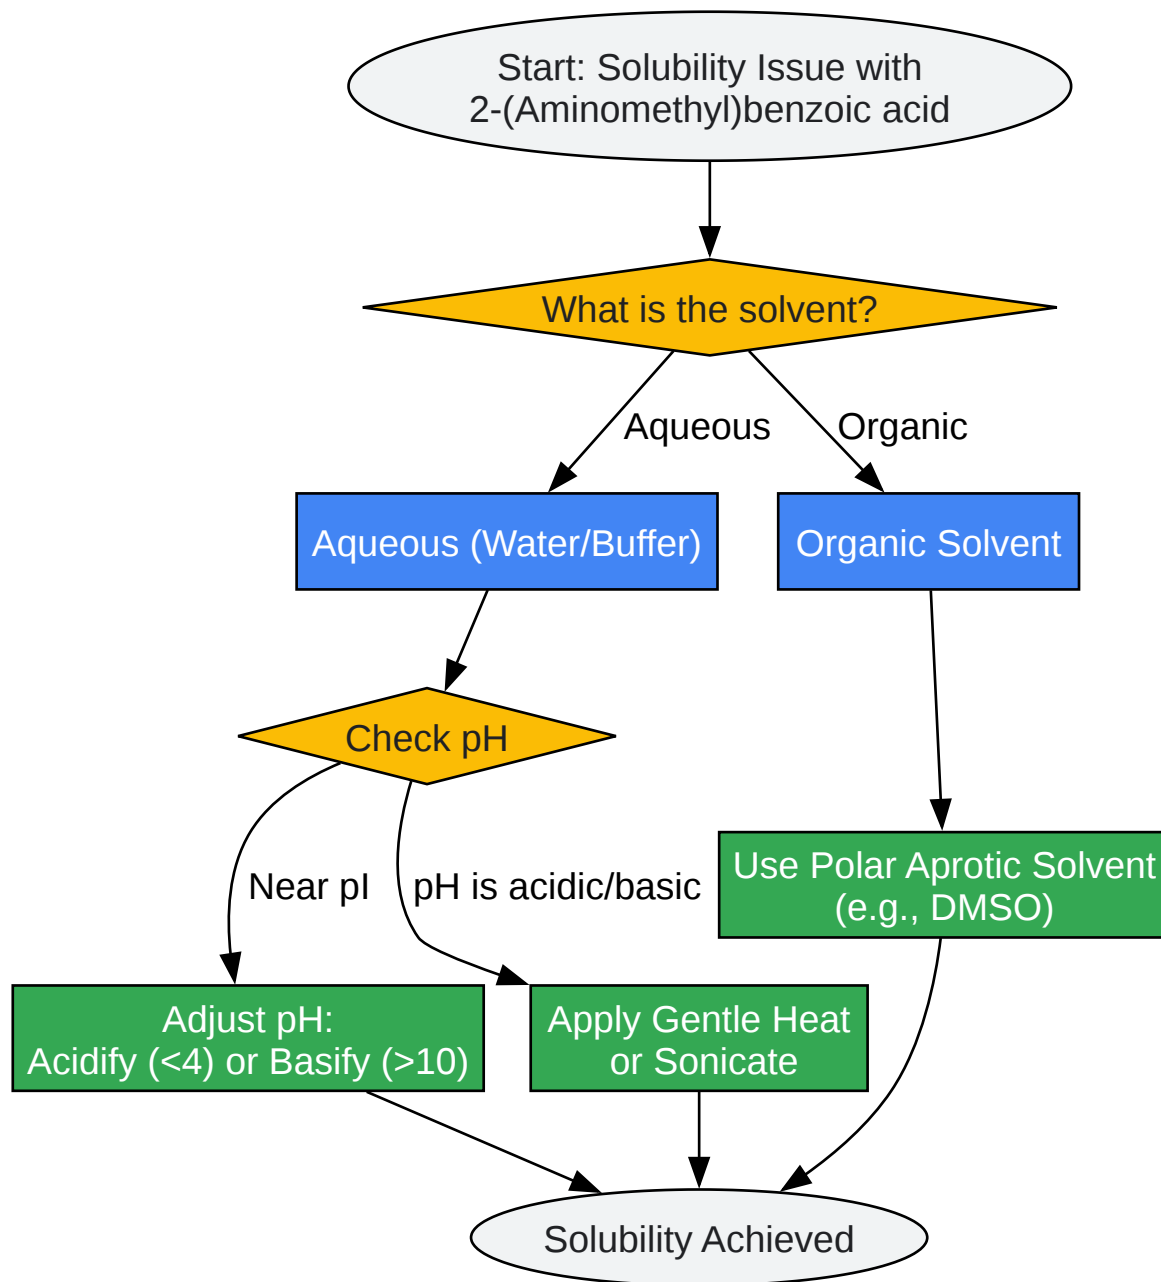 Start: Solubility Issue with
2-(Aminomethyl)benzoic acid
What is the solvent?
Aqueous
Organic
Aqueous (Water/Buffer)
Organic Solvent
Check pH
Use Polar Aprotic Solvent
(e.g., DMSO)
Near pI
pH is acidic/basic
Adjust pH:
Acidify (<4) or Basify (>10)
Apply Gentle Heat
or Sonicate
Solubility Achieved